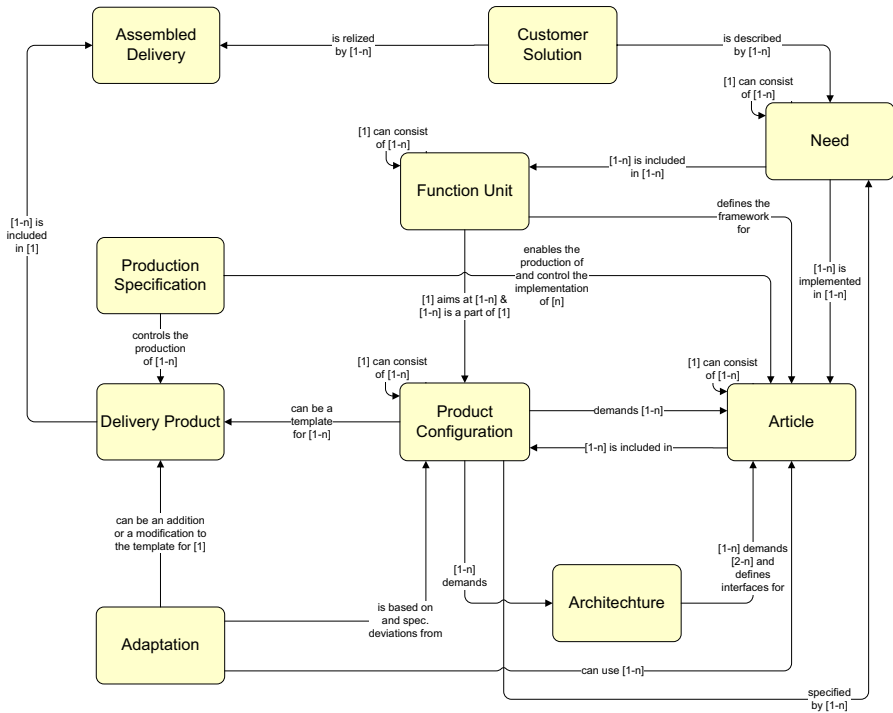 Assembled
Delivery
is relized
by [1-n]
Customer
Solution
is described
by [1-n]
[1] can consist
of [1-n]
Need
[1] can consist
of [1-n]
Function Unit
[1-n] is included
in [1-n]
defines the
framework
for
[1-n] is
included
in [1]
Production
Specification
enables the
production of
and control the
implementation
of [n]
[1-n] is
implemented
in [1-n]
[1] aims at [1-n] &
[1-n] is a part of [1]
controls the
production
of [1-n]
[1] can consist
of [1-n]
[1] can consist
of [1-n]
Delivery Product
can be a
template
for [1-n]
Product
Configuration
demands [1-n]
Article
[1-n] is included in
can be an addition
or a modification to
the template for [1]
[1-n]
demands
Architechture
[1-n] demands
[2-n] and
defines
interfaces for
Adaptation
is based on
and spec.
deviations from
can use [1-n]
specified
by [1-n]